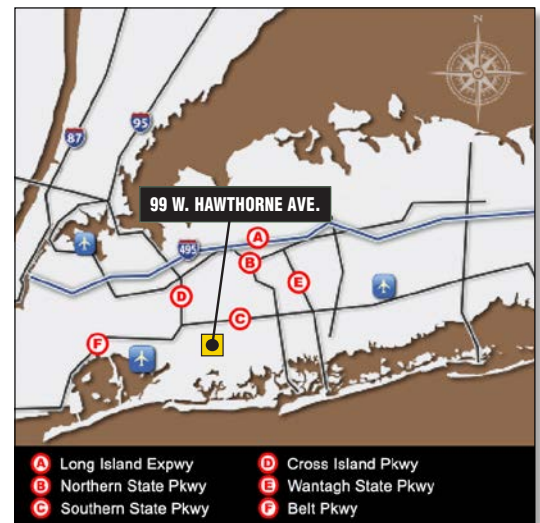 N
87
95
99 W. HAWTHORNE AVE.
495
A
B
D
E
C
F
A Long Island Expwy
B Northern State Pkwy
C Southern State Pkwy
D Cross Island Pkwy
E Wantagh State Pkwy
F Belt Pkwy